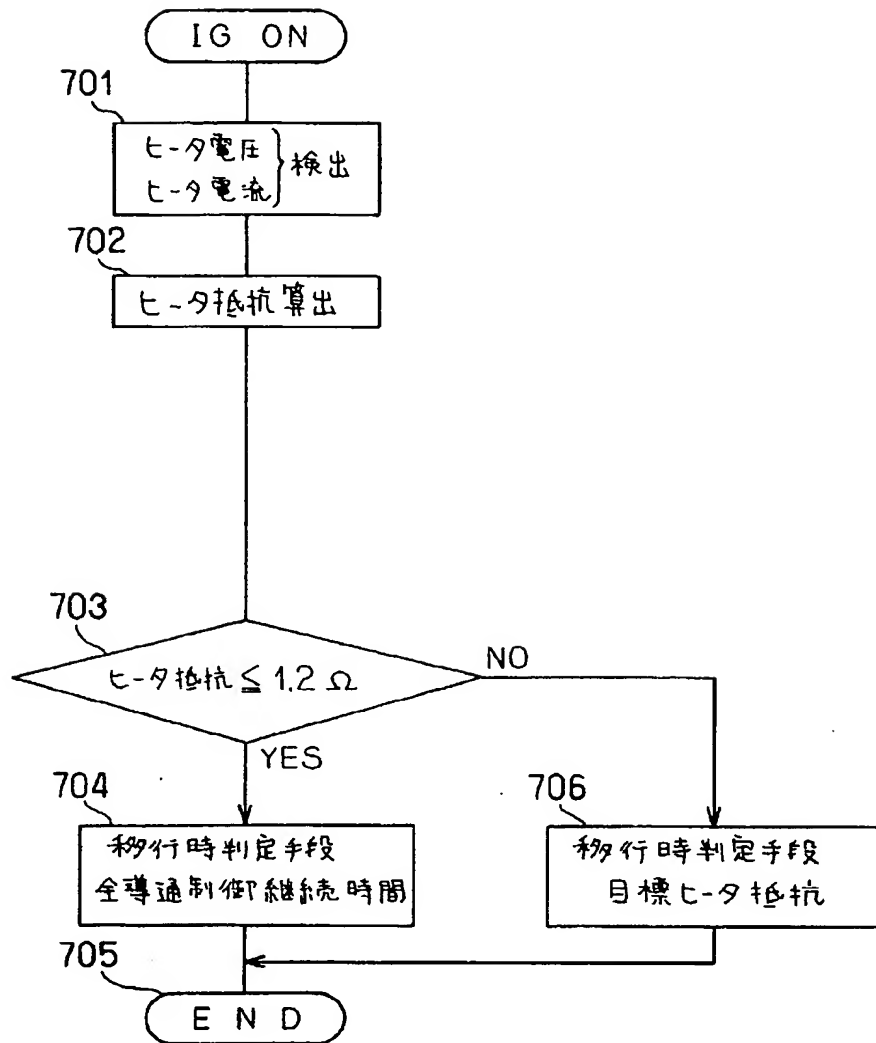 IG ON
701
ヒータ電圧
ヒータ電流
検出
702
ヒータ抵抗算出
703
ヒータ抵抗≦1.2Ω
NO
YES
704
移行時判定手段
全導通制御継続時間
706
移行時判定手段
目標ヒータ抵抗
705
END